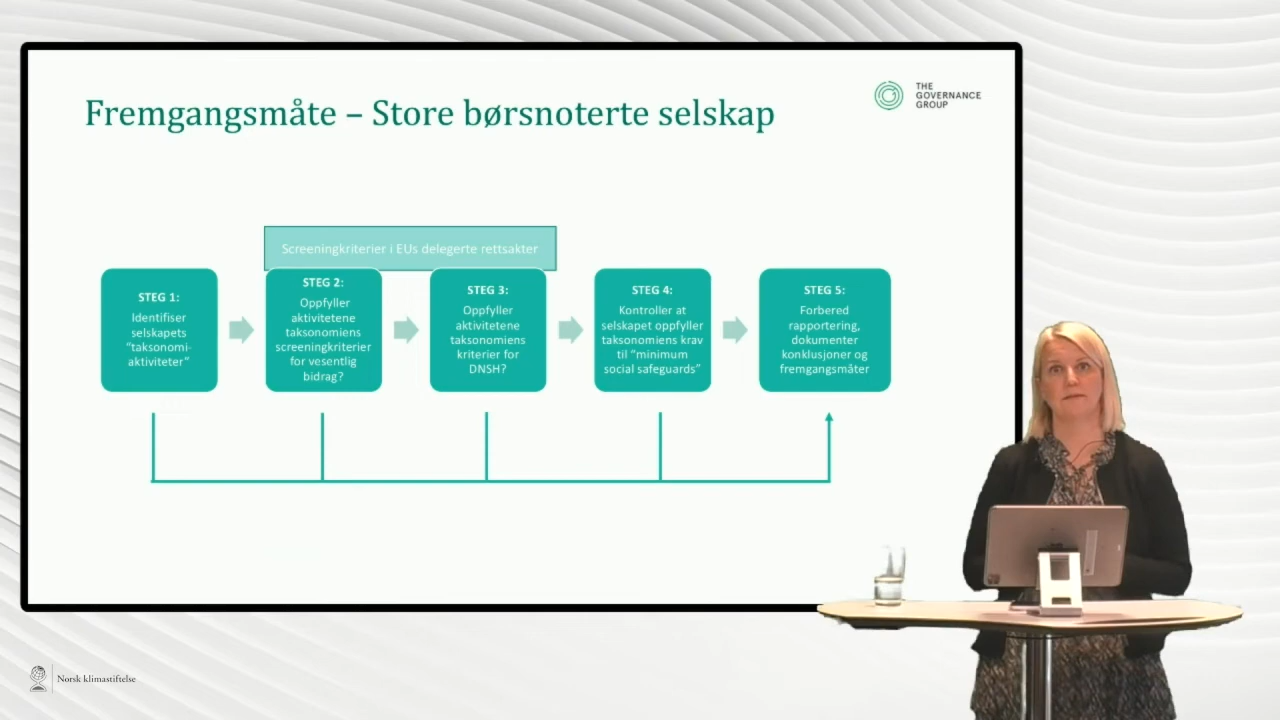 Fremgangsmåte – Store børsnoterte selskap
THE
GOVERNANCE
GROUP
Screeningkriterier i EUs delegerte rettsakter
STEG 1:
Identifiser
selskapets
“taksonomi-
aktiviteter”
STEG 2:
Oppfyller
aktivitetene
taksonomiens
screeningkriterier
for vesentlig
bidrag?
STEG 3:
Oppfyller
aktivitetene
taksonomiens
kriterier for
DNSH?
STEG 4:
Kontroller at
selskapet oppfyller
taksonomiens krav
til “minimum
social safeguards”
STEG 5:
Forbered
rapportering,
dokumenter
konklusjoner og
fremgangsmåter
Norsk klimastiftelse